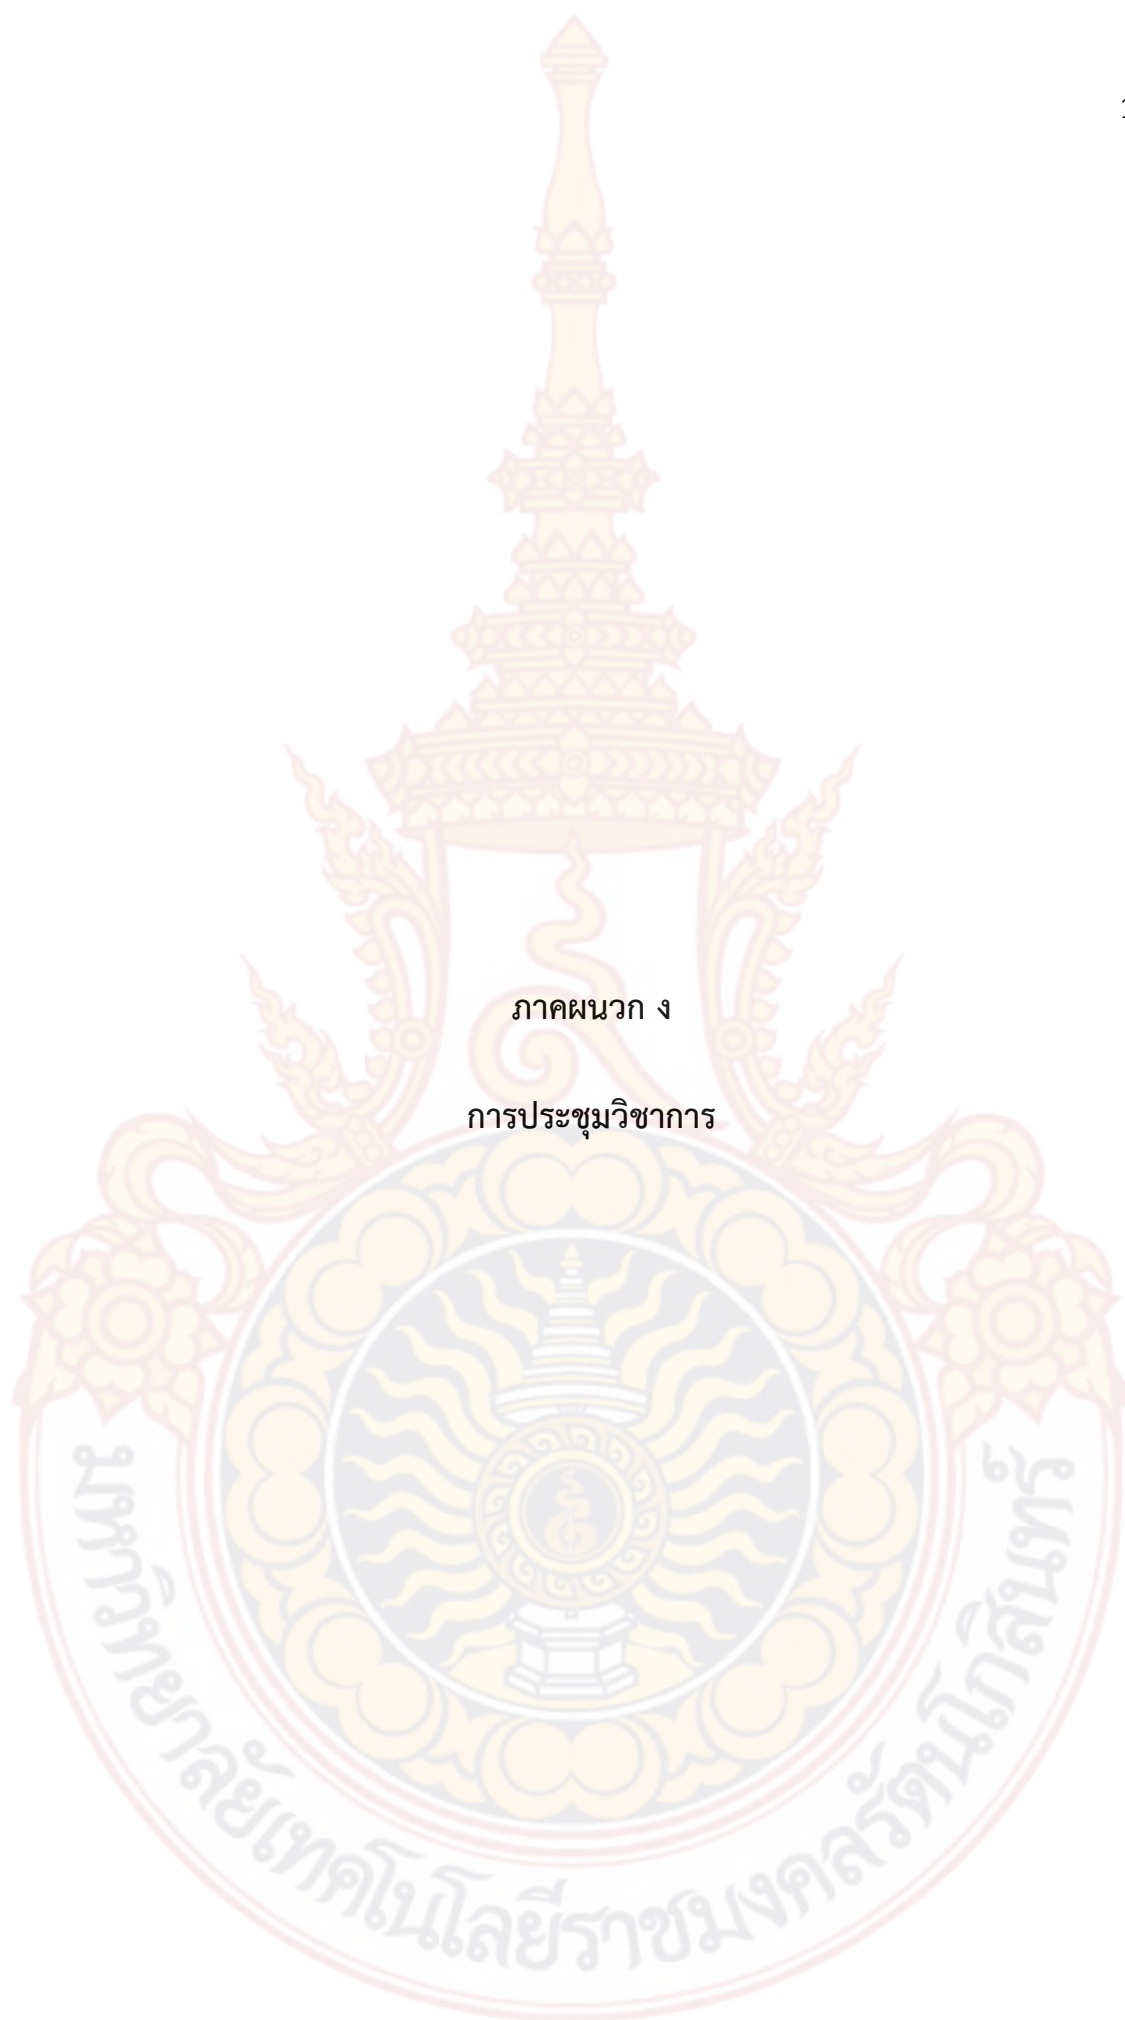 ภาคผนวก ง
การประชุมวิชาการ
มหาวิทยาลัยเทคโนโลยีราชมงคลรัตนโกสินทร์